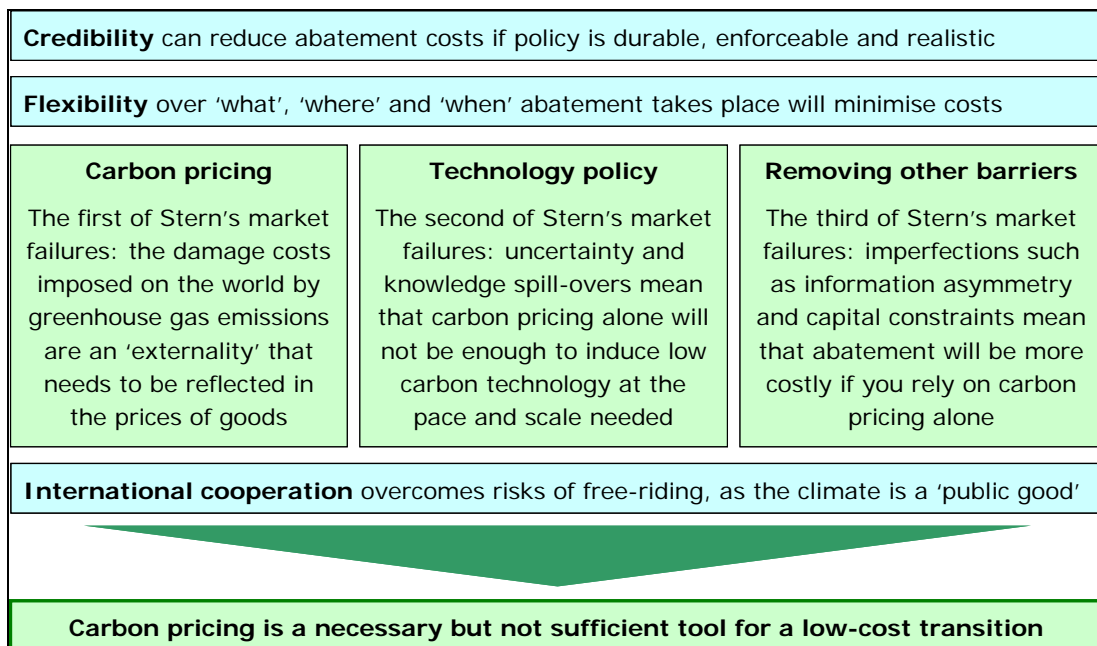 Credibility can reduce abatement costs if policy is durable, enforceable and realistic
Flexibility over ‘what’, ‘where’ and ‘when’ abatement takes place will minimise costs
Carbon pricing
The first of Stern’s market
failures: the damage costs
imposed on the world by
greenhouse gas emissions
are an ‘externality’ that
needs to be reflected in
the prices of goods
Technology policy
The second of Stern’s market
failures: uncertainty and
knowledge spill-overs mean
that carbon pricing alone will
not be enough to induce low
carbon technology at the
pace and scale needed
Removing other barriers
The third of Stern’s market
failures: imperfections such
as information asymmetry
and capital constraints mean
that abatement will be more
costly if you rely on carbon
pricing alone
International cooperation overcomes risks of free-riding, as the climate is a ‘public good’
Carbon pricing is a necessary but not sufficient tool for a low-cost transition